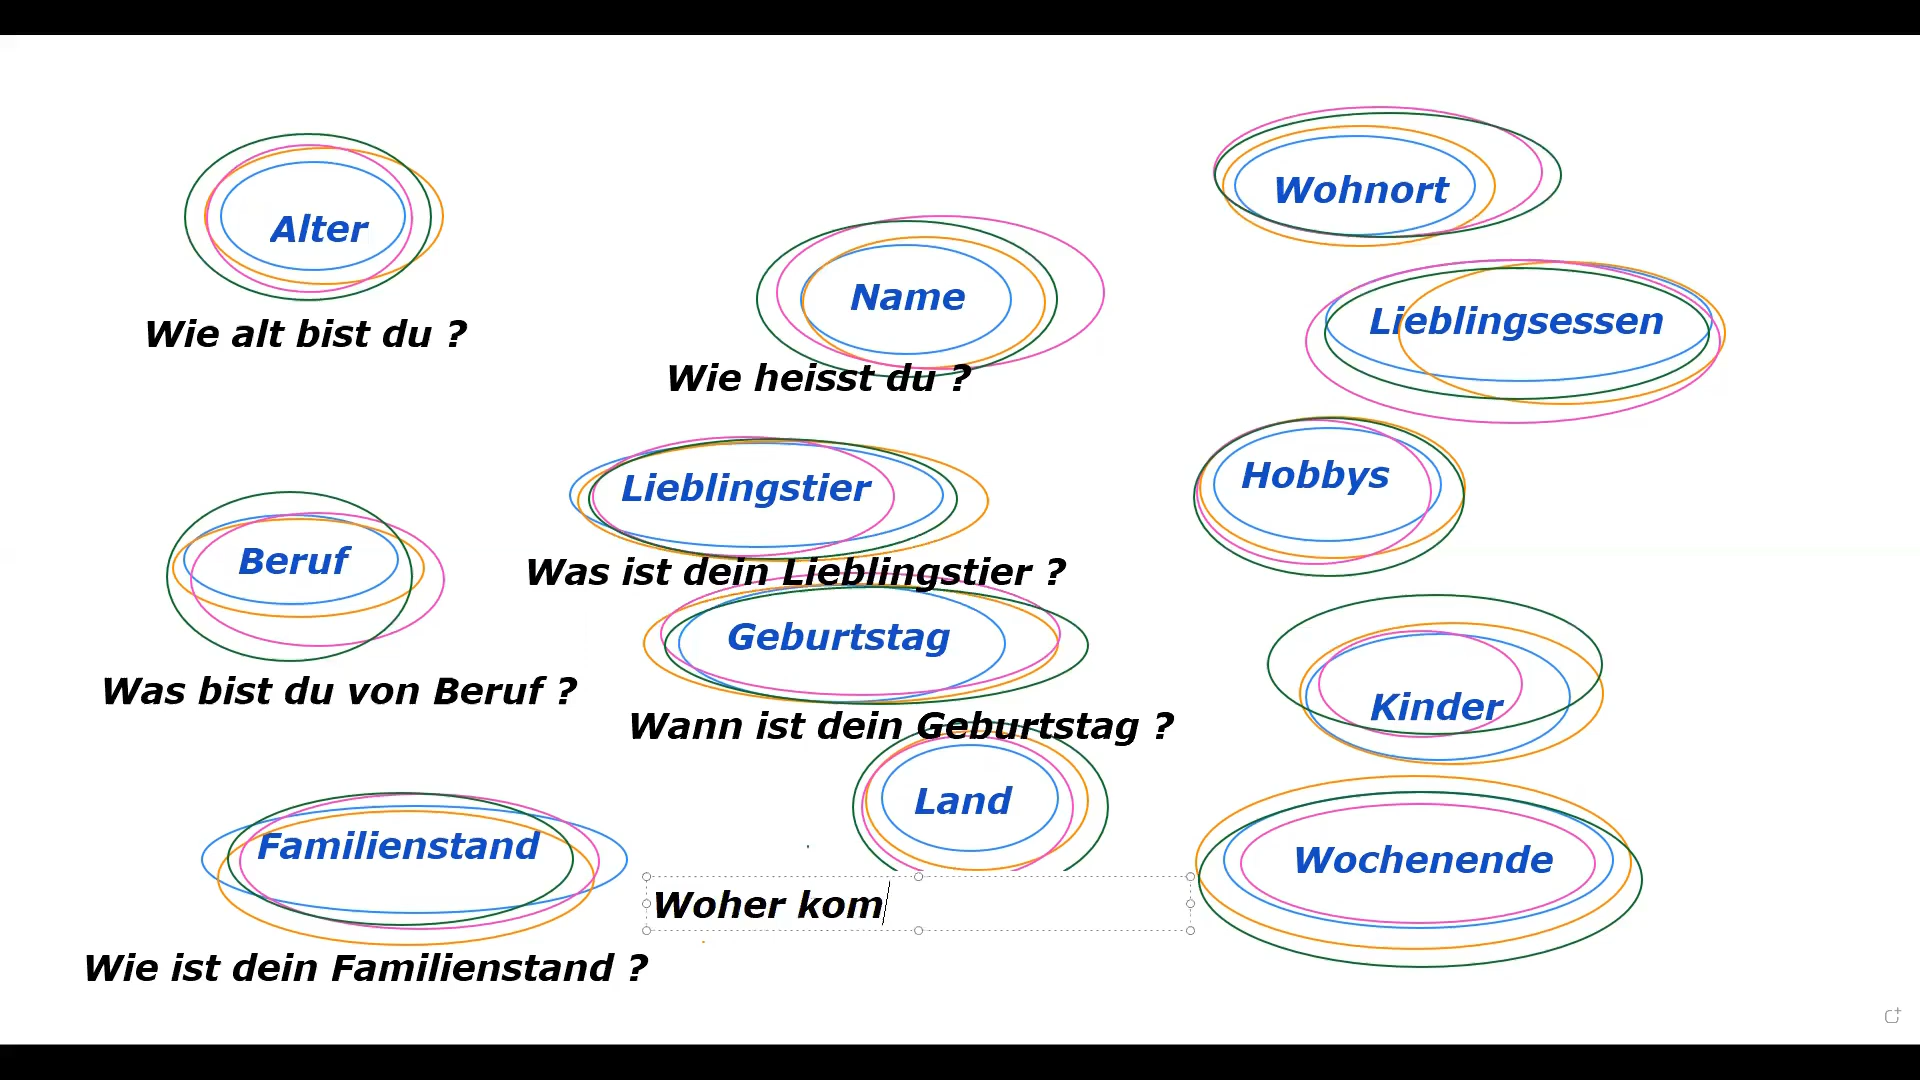 Alter
Wie alt bist du ?
Beruf
Was bist du von Beruf ?
Familienstand
Wie ist dein Familienstand ?
Name
Wie heisst du ?
Lieblingstier
Was ist dein Lieblingstier ?
Geburtstag
Wann ist dein Geburtstag ?
Land
Woher kom
Wohnort
Lieblingsessen
Hobbys
Kinder
Wochenende